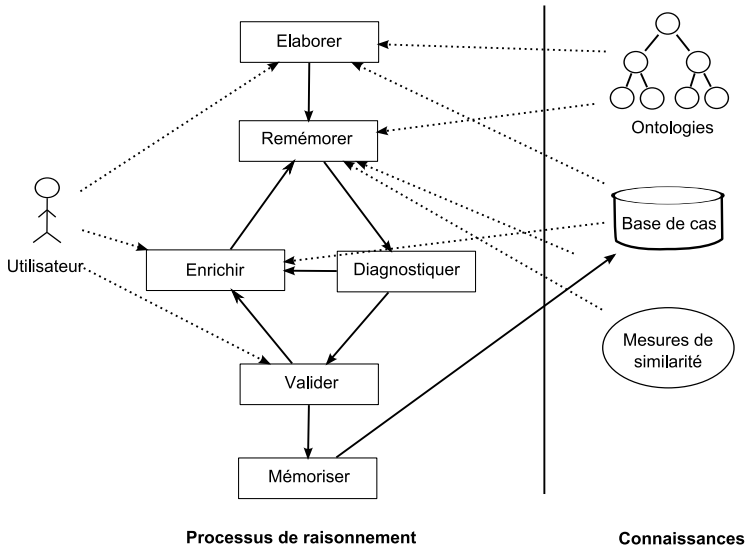 Elaborer
Remémorer
Ontologies
Base de cas
Utilisateur
Enrichir
Diagnostiquer
Mesures de
similarité
Valider
Mémoriser
Processus de raisonnement
Connaissances